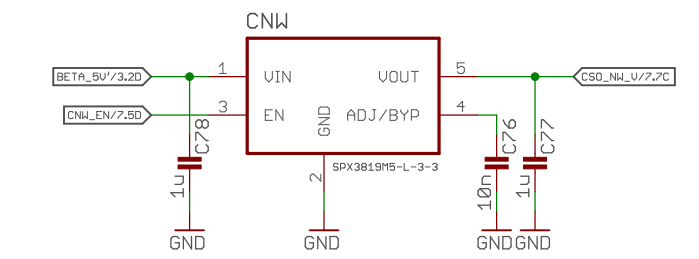 CNW
BETA_5V'/3.2D
1
VIN
VOUT
5
CSO_NW_V/7.7C
CNW_EN/7.5D
3
EN
GND
ADJ/BYP
4
C78
1u
2
SPX3819M5-L-3-3
C76
10n
C77
1u
GND
GND
GND
GND